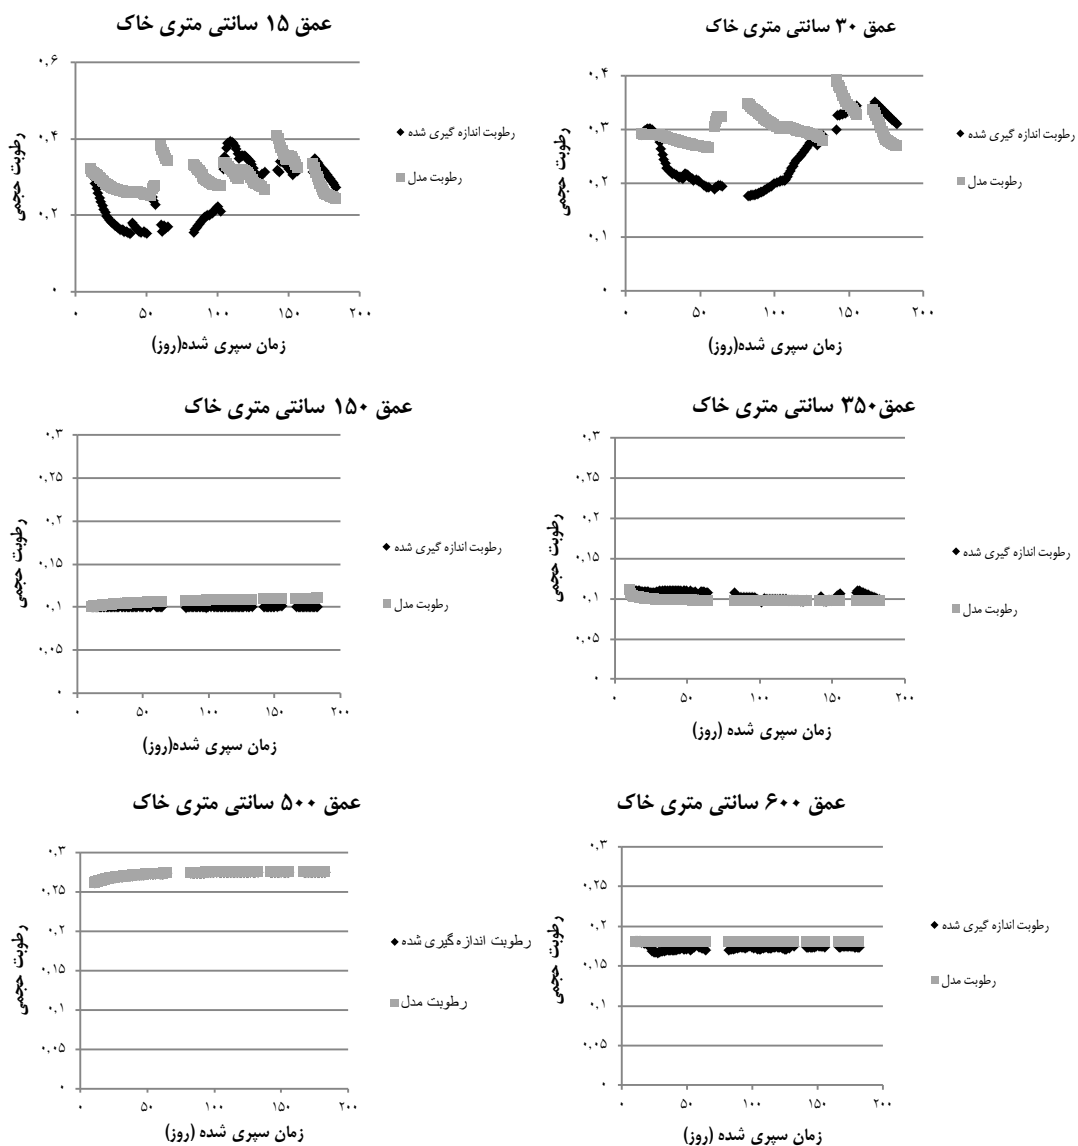 عمق ۱۵ سانتی متری خاک
رطوبت حجمی
۰,۶
۰,۴
۰,۲
۰
۰
۵۰
۱۰۰
۱۵۰
۲۰۰
زمان سپری شده(روز)
رطوبت اندازه گیری شده
رطوبت مدل
عمق ۳۰ سانتی متری خاک
رطوبت حجمی
۰,۴
۰,۳
۰,۲
۰,۱
۰
۰
۵۰
۱۰۰
۱۵۰
۲۰۰
زمان سپری شده(روز)
رطوبت اندازه گیری شده
رطوبت مدل
عمق ۱۵۰ سانتی متری خاک
رطوبت حجمی
۰,۳
۰,۲۵
۰,۲
۰,۱۵
۰,۱
۰,۰۵
۰
۰
۵۰
۱۰۰
۱۵۰
۲۰۰
زمان سپری شده(روز)
رطوبت اندازه گیری شده
رطوبت مدل
عمق۳۵۰ سانتی متری خاک
رطوبت حجمی
۰,۳
۰,۲۵
۰,۲
۰,۱۵
۰,۱
۰,۰۵
۰
۰
۵۰
۱۰۰
۱۵۰
۲۰۰
زمان سپری شده (روز)
رطوبت اندازه گیری شده
رطوبت مدل
عمق ۵۰۰ سانتی متری خاک
رطوبت حجمی
۰,۳
۰,۲۵
۰,۲
۰,۱۵
۰,۱
۰,۰۵
۰
۰
۵۰
۱۰۰
۱۵۰
۲۰۰
زمان سپری شده (روز)
رطوبت اندازه گیری شده
رطوبت مدل
عمق ۶۰۰ سانتی متری خاک
رطوبت حجمی
۰,۳
۰,۲۵
۰,۲
۰,۱۵
۰,۱
۰,۰۵
۰
۰
۵۰
۱۰۰
۱۵۰
۲۰۰
زمان سپری شده (روز)
رطوبت اندازه گیری شده
رطوبت مدل